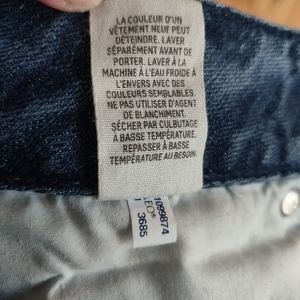 LA COULEUR D'UN
VÊTEMENT NEUF PEUT
DÉTEINDRE. LAVER
SÉPARÉMENT AVANT DE
PORTER. LAVER À LA
MACHINE À L'EAU FROIDE À
L'ENVERS AVEC DES
COULEURS SEMBLABLES.
NE PAS UTILISER D'AGENT
DE BLANCHIMENT.
SÉCHER PAR CULBUTAGE
À BASSE TEMPÉRATURE.
REPASSER À BASSE
TEMPÉRATURE AU BESOIN.
1099874
3685